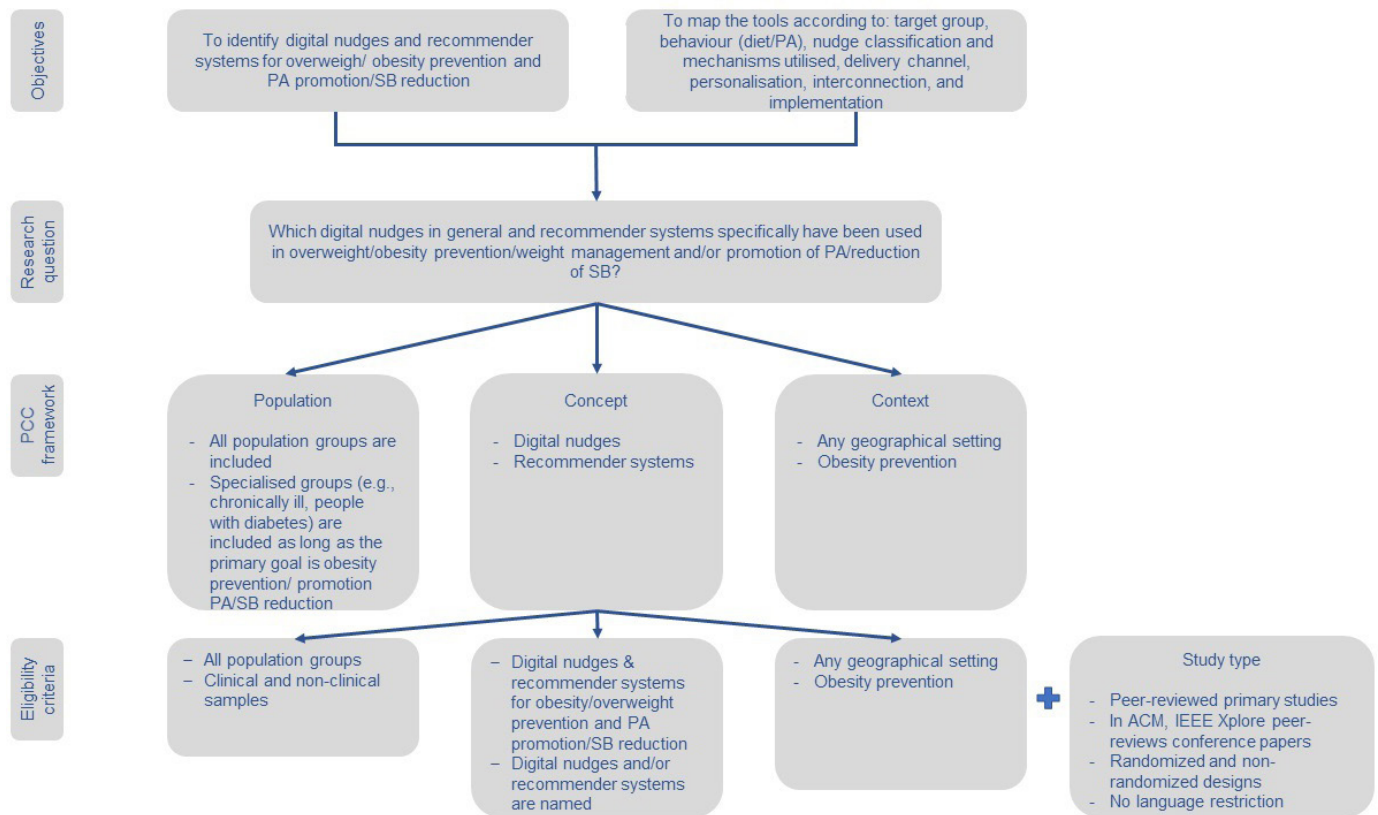 Objectives
To identify digital nudges and recommender
systems for overweigh/ obesity prevention and
PA promotion/SB reduction
To map the tools according to: target group,
behaviour (diet/PA), nudge classification and
mechanisms utilised, delivery channel,
personalisation, interconnection, and
implementation
Research
question
Which digital nudges in general and recommender systems specifically have been used
in overweight/obesity prevention/weight management and/or promotion of PA/reduction
of SB?
PCC
framework
Population
- All population groups are
included
- Specialised groups (e.g.,
chronically ill, people
with diabetes) are
included as long as the
primary goal is obesity
prevention/ promotion
PA/SB reduction
Concept
- Digital nudges
- Recommender systems
Context
- Any geographical setting
- Obesity prevention
Eligibility
criteria
– All population groups
– Clinical and non-clinical
samples
– Digital nudges &
recommender systems
for obesity/overweight
prevention and PA
promotion/SB reduction
– Digital nudges and/or
recommender systems
are named
- Any geographical setting
- Obesity prevention
Study type
- Peer-reviewed primary studies
- In ACM, IEEE Xplore peer-
reviews conference papers
- Randomized and non-
randomized designs
- No language restriction